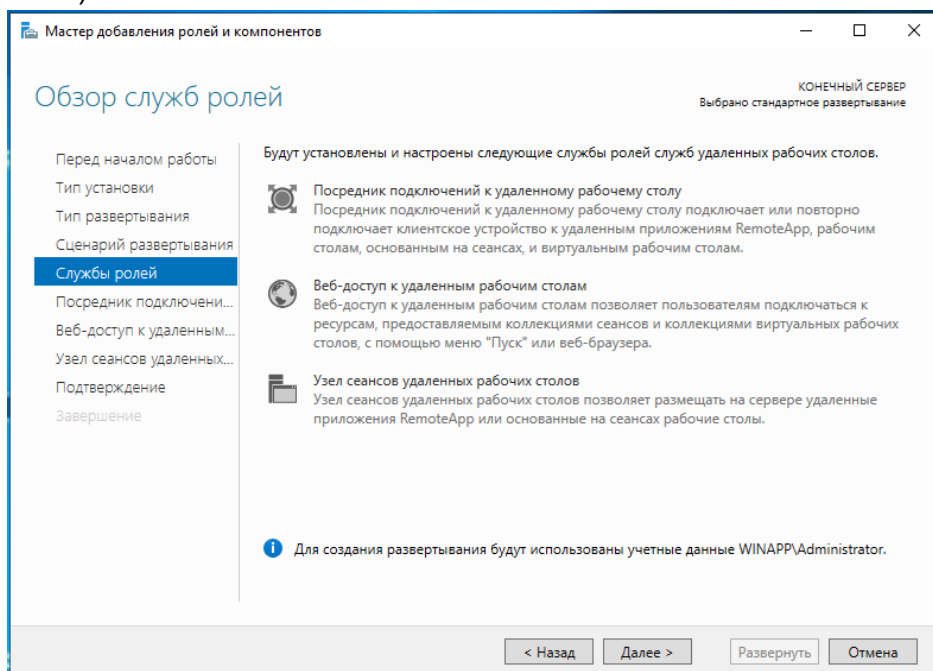 Мастер добавления ролей и компонентов
Обзор служб ролей
КОНЕЧНЫЙ СЕРВЕР
Выбрано стандартное развертывание
Перед началом работы
Тип установки
Тип развертывания
Сценарий развертывания
Службы ролей
Посредник подключени...
Веб-доступ к удаленным...
Узел сеансов удаленных...
Подтверждение
Завершение
Будут установлены и настроены следующие службы ролей служб удаленных рабочих столов.
Посредник подключений к удаленному рабочему столу
Посредник подключений к удаленному рабочему столу подключает или повторно
подключает клиентское устройство к удаленным приложениям RemoteApp, рабочим
столам, основанным на сеансах, и виртуальным рабочим столам.
Веб-доступ к удаленным рабочим столам
Веб-доступ к удаленным рабочим столам позволяет пользователям подключаться к
ресурсам, предоставляемым коллекциями сеансов и коллекциями виртуальных рабочих
столов, с помощью меню "Пуск" или веб-браузера.
Узел сеансов удаленных рабочих столов
Узел сеансов удаленных рабочих столов позволяет размещать на сервере удаленные
приложения RemoteApp или основанные на сеансах рабочие столы.
Для создания развертывания будут использованы учетные данные WINAPP\Administrator.
< Назад
Далее >
Развернуть
Отмена